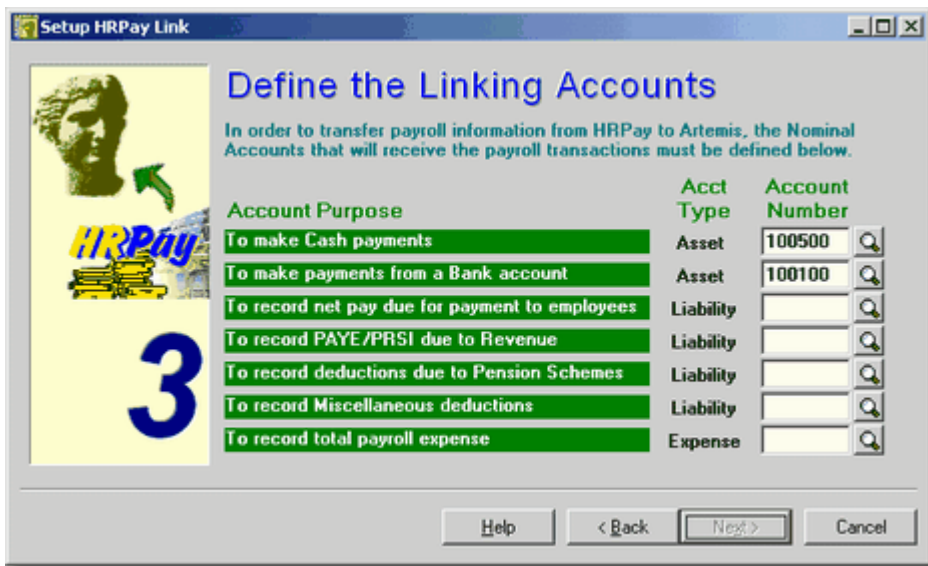 Setup HRPay Link
Define the Linking Accounts
In order to transfer payroll information from HRPay to Artemis, the Nominal
Accounts that will receive the payroll transactions must be defined below.
Account Purpose Acct Type Account Number
To make Cash payments Asset 100500
To make payments from a Bank account Asset 100100
To record net pay due for payment to employees Liability
To record PAYE/PRSI due to Revenue Liability
To record deductions due to Pension Schemes Liability
To record Miscellaneous deductions Liability
To record total payroll expense Expense
HRPay
3
Help < Back Next > Cancel